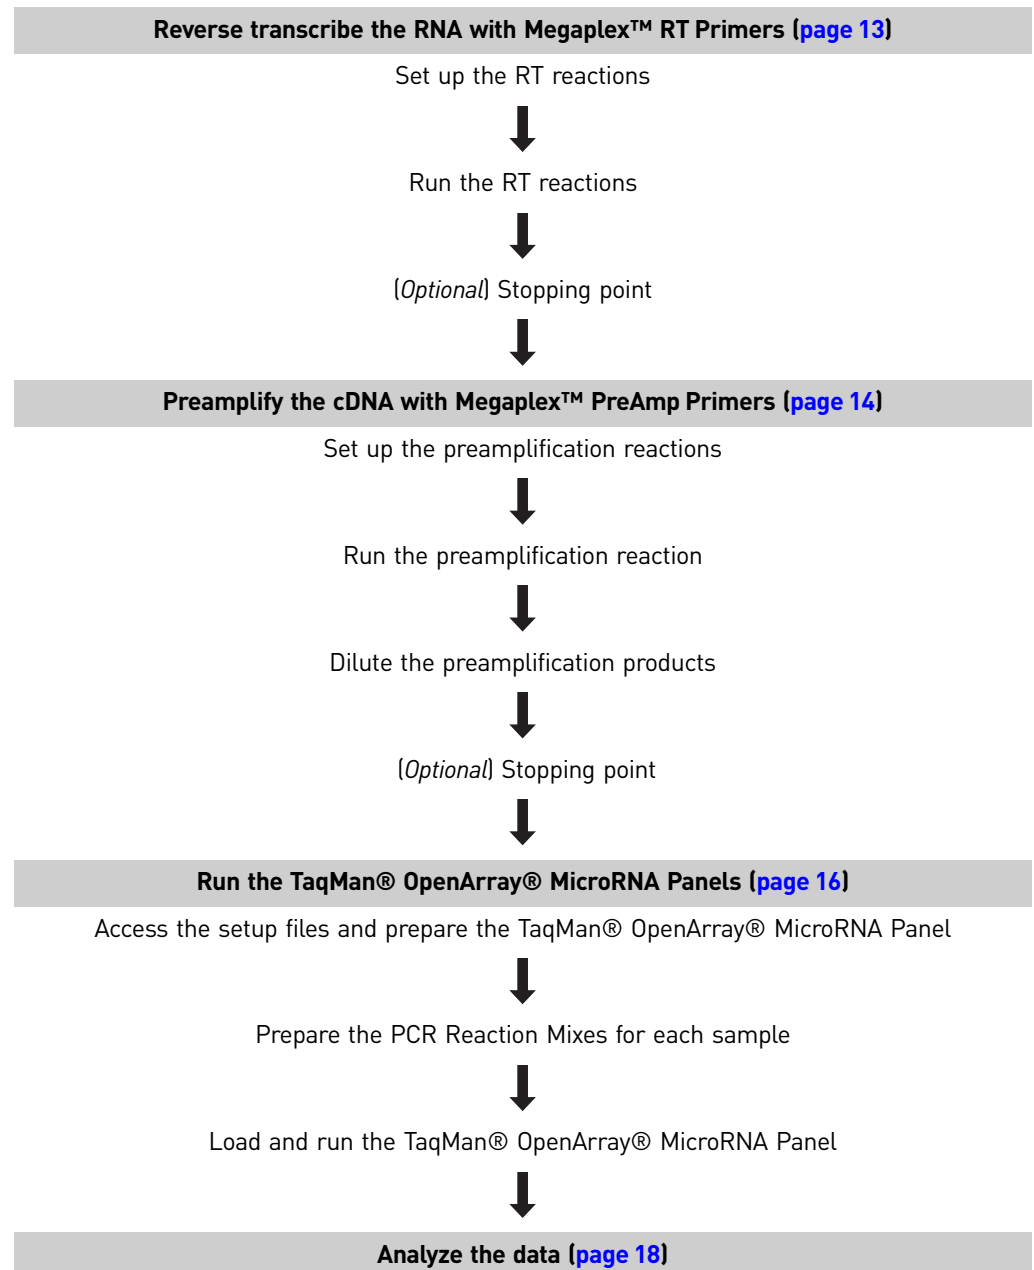 Reverse transcribe the RNA with Megaplex™ RT Primers (page 13)
Set up the RT reactions
Run the RT reactions
(Optional) Stopping point
Preamplify the cDNA with Megaplex™ PreAmp Primers (page 14)
Set up the preamplification reactions
Run the preamplification reaction
Dilute the preamplification products
(Optional) Stopping point
Run the TaqMan® OpenArray® MicroRNA Panels (page 16)
Access the setup files and prepare the TaqMan® OpenArray® MicroRNA Panel
Prepare the PCR Reaction Mixes for each sample
Load and run the TaqMan® OpenArray® MicroRNA Panel
Analyze the data (page 18)